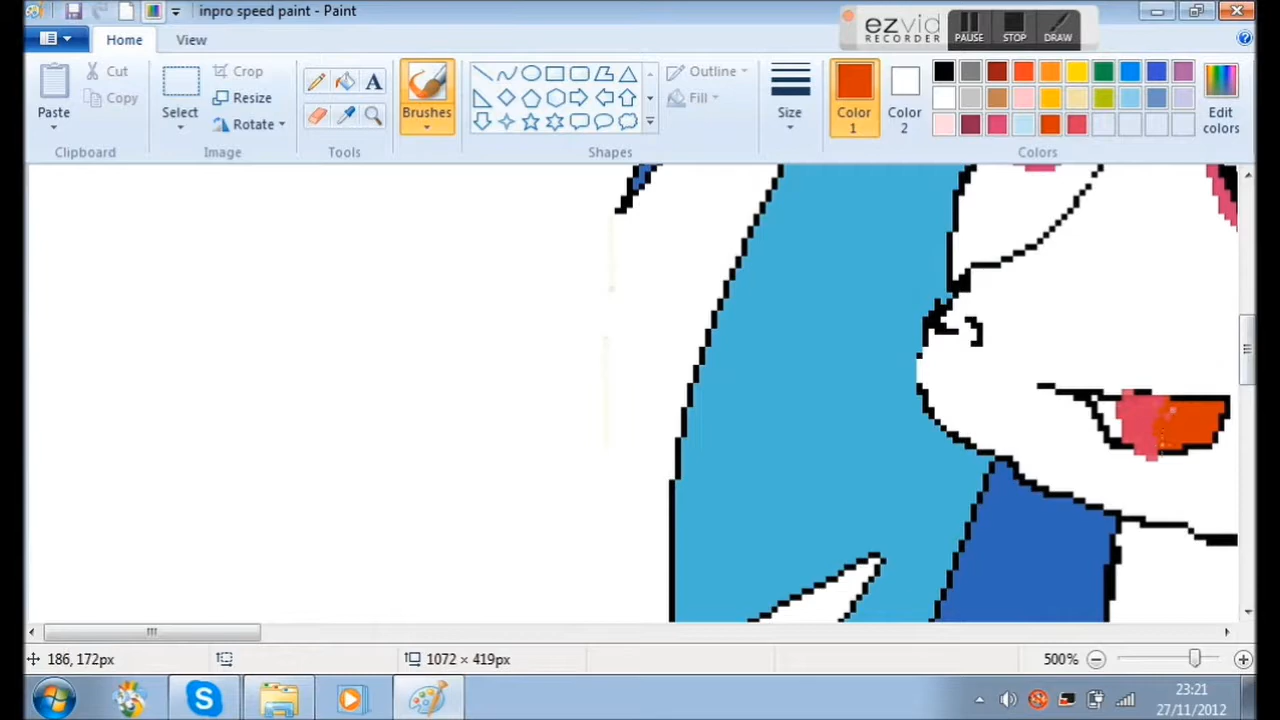 inpro speed paint - Paint
ezvid
RECORDER
PAUSE
STOP
DRAW
Home
View
Paste
Cut
Copy
Clipboard
Select
Crop
Resize
Rotate
Image
A
Tools
Brushes
Outline
Fill
Shapes
Size
Color
1
Color
2
Edit
colors
Colors
186, 172px
1072 × 419px
500%
23:21
27/11/2012